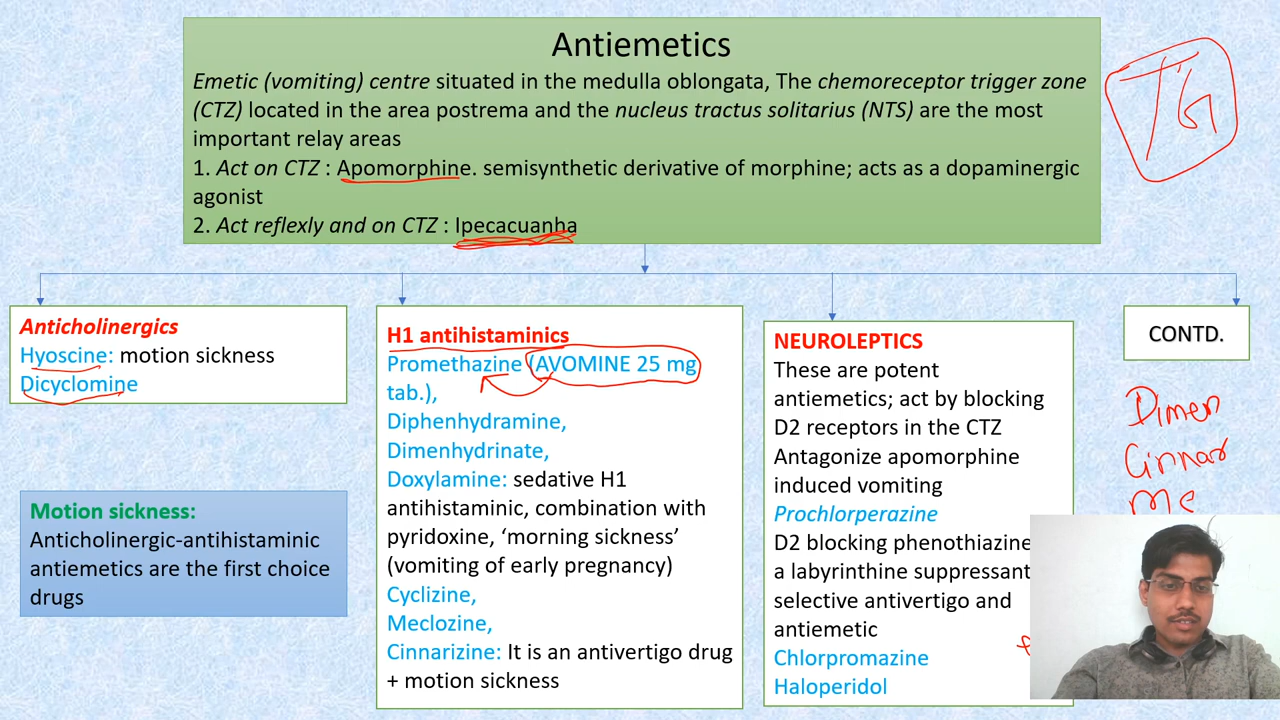 Antiemetics
Emetic (vomiting) centre situated in the medulla oblongata, The chemoreceptor trigger zone
(CTZ) located in the area postrema and the nucleus tractus solitarius (NTS) are the most
important relay areas
1. Act on CTZ : Apomorphine. semisynthetic derivative of morphine; acts as a dopaminergic
agonist
2. Act reflexly and on CTZ : Ipecacuanha
TG
Anticholinergics
Hyoscine: motion sickness
Dicyclomine
Motion sickness:
Anticholinergic-antihistaminic
antiemetics are the first choice
drugs
H1 antihistaminics
Promethazine (AVOMINE 25 mg
tab.),
Diphenhydramine,
Dimenhydrinate,
Doxylamine: sedative H1
antihistaminic, combination with
pyridoxine, ‘morning sickness’
(vomiting of early pregnancy)
Cyclizine,
Meclozine,
Cinnarizine: It is an antivertigo drug
+ motion sickness
NEUROLEPTICS
These are potent
antiemetics; act by blocking
D2 receptors in the CTZ
Antagonize apomorphine
induced vomiting
Prochlorperazine
D2 blocking phenothiazine
a labyrinthine suppressant
selective antivertigo and
antiemetic
Chlorpromazine
Haloperidol
CONTD.
Dimen
Cinnar
Me